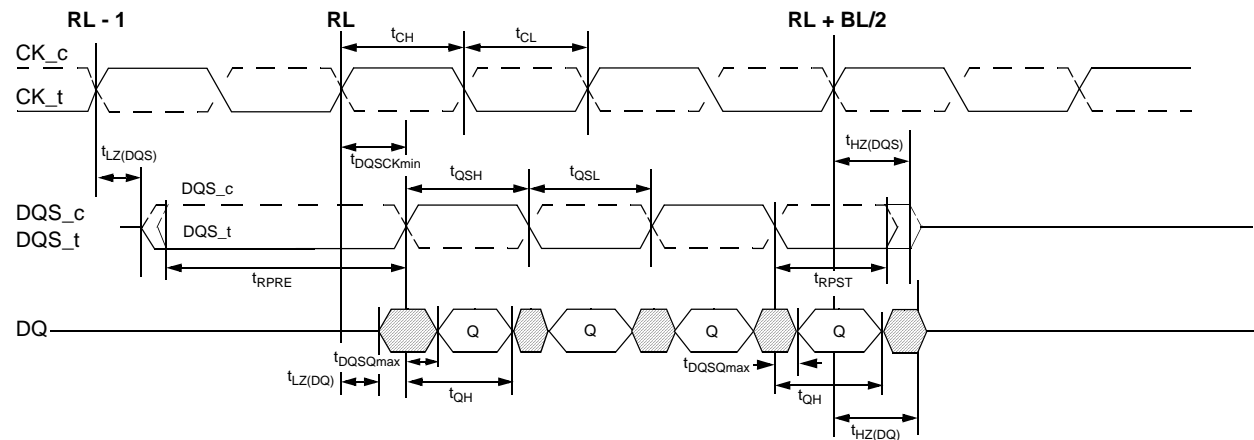 RL - 1 RL RL + BL/2
tCH tCL
CK_c
CK_t
tHZ(DQS)
tLZ(DQS) tDQSCKmin
tQSH tQSL
DQS_c
DQS_c
DQS_t DQS_t
tRPRE tRPST
DQ Q Q Q Q
tDQSQmax tDQSQmax
tLZ(DQ)
tQH tQH
tHZ(DQ)